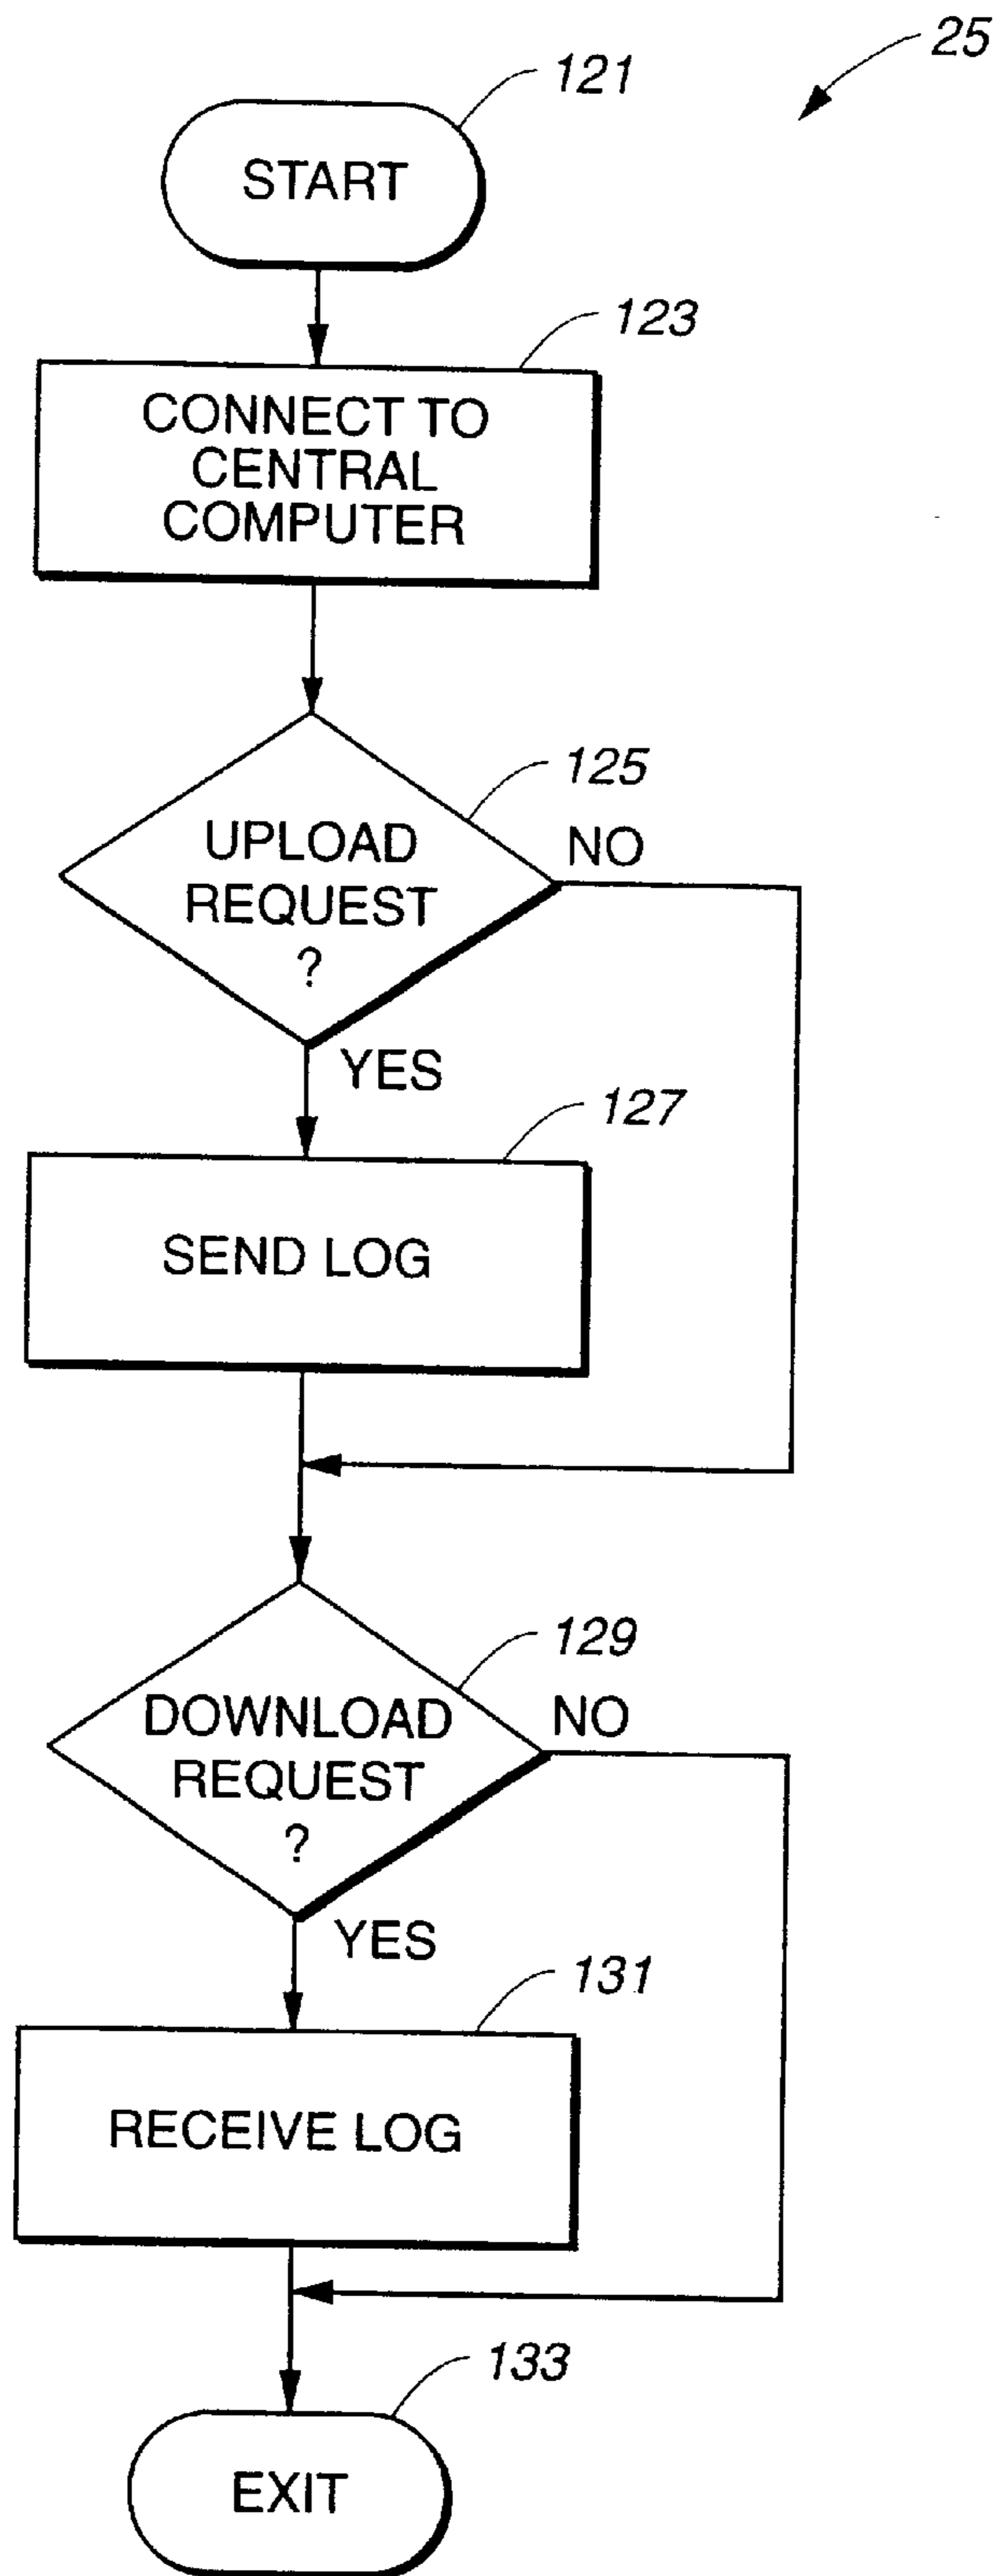 25
121
START
123
CONNECT TO
CENTRAL
COMPUTER
125
UPLOAD
REQUEST
?
NO
YES
127
SEND LOG
129
DOWNLOAD
REQUEST
?
NO
YES
131
RECEIVE LOG
133
EXIT